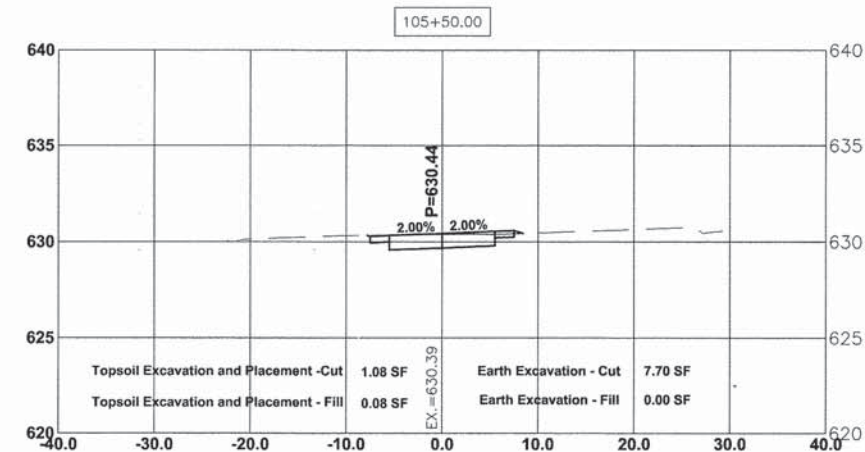 105+50.00
640 640
635 635
P=630.44
2.00% 2.00%
630 630
625 625
EX.=630.39
Topsoil Excavation and Placement -Cut 1.08 SF Earth Excavation - Cut 7.70 SF
Topsoil Excavation and Placement - Fill 0.08 SF Earth Excavation - Fill 0.00 SF
620 620
-40.0 -30.0 -20.0 -10.0 0.0 10.0 20.0 30.0 40.0